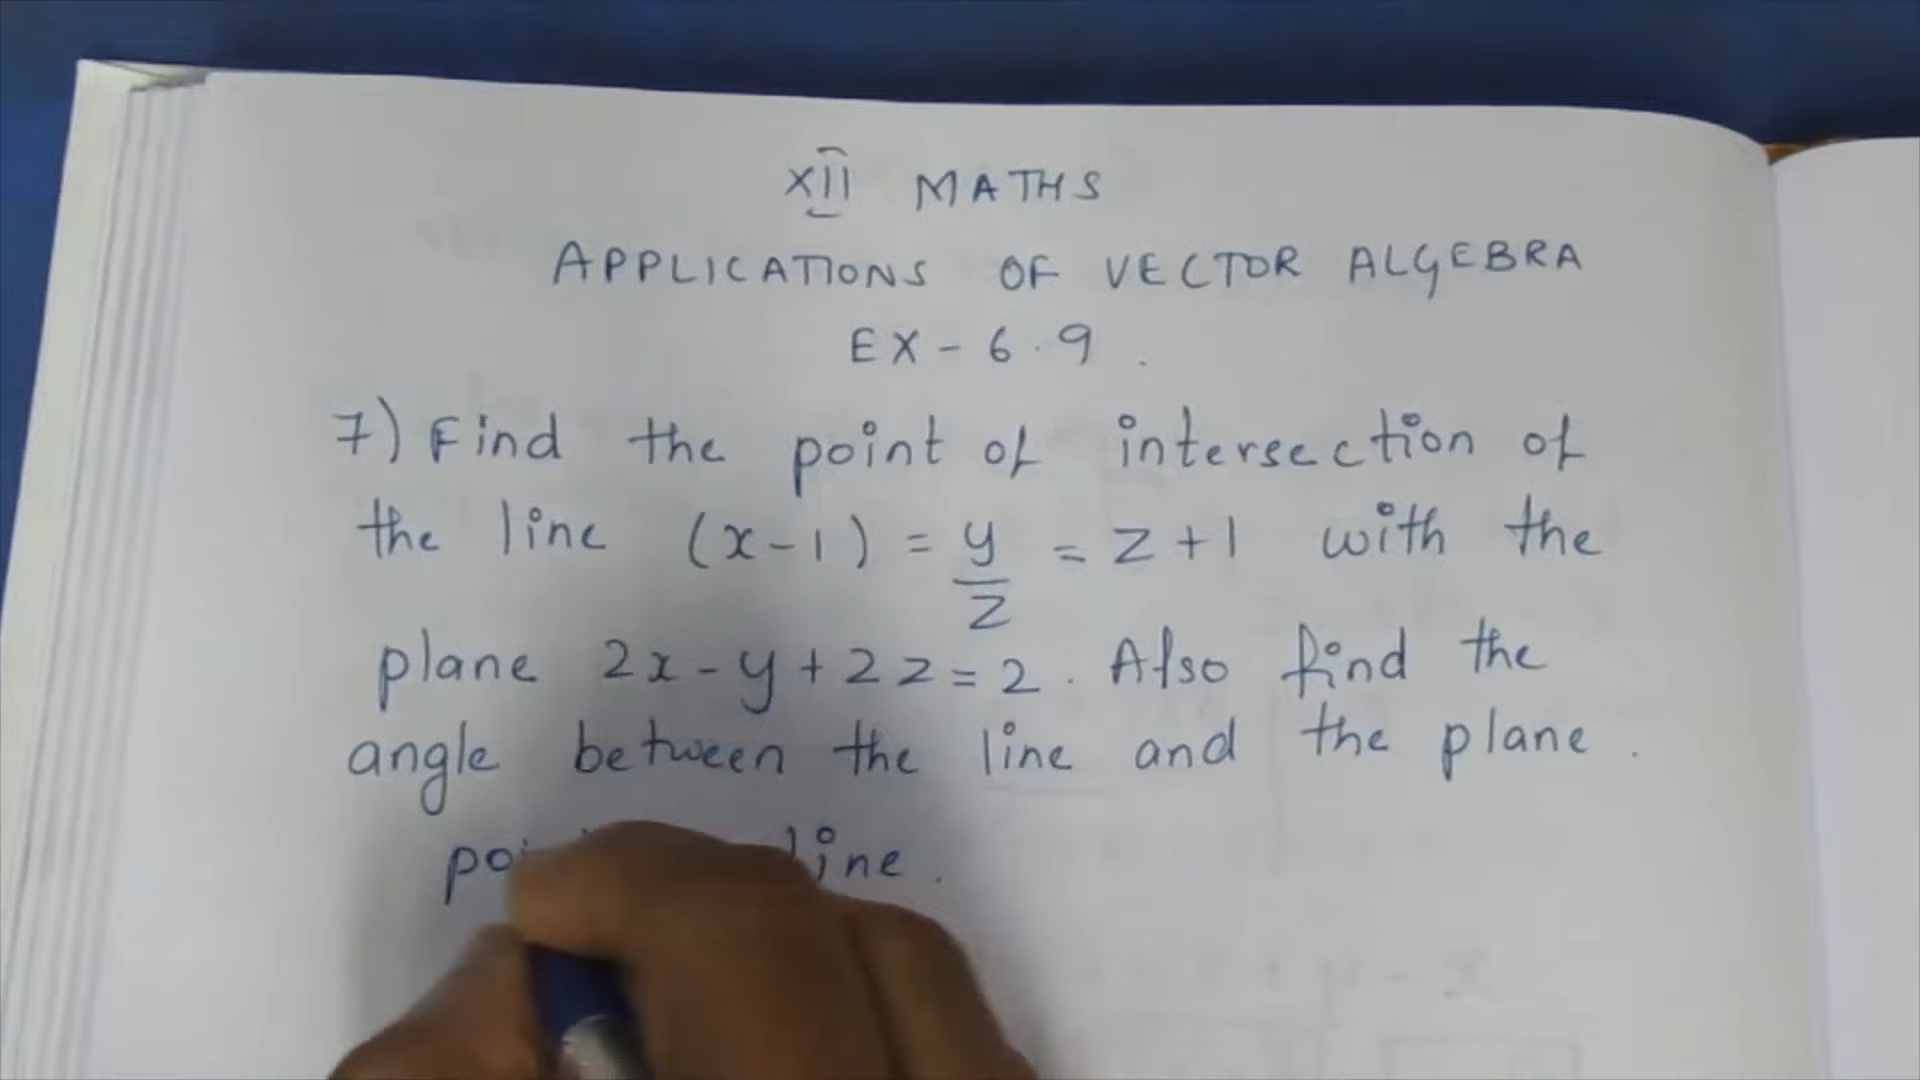 XII MATHS
APPLICATIONS OF VECTOR ALGEBRA
EX - 6.9.
7) Find the point of intersection of
the line (x-1) = y/2 = z+1 with the
plane 2x-y+2z=2. Also find the
angle between the line and the plane.
line.